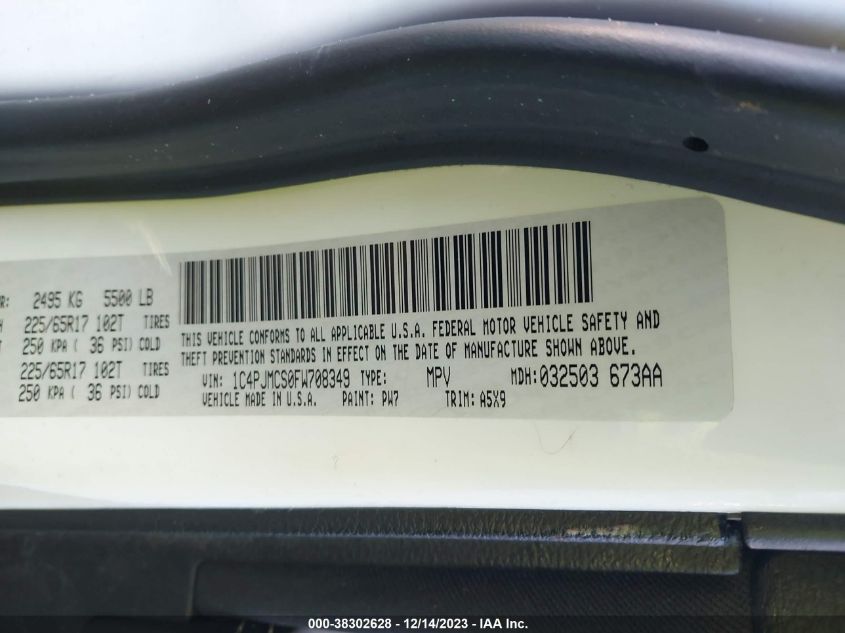 R: 2495 KG 5500 LB
225/65R17 102T TIRES
250 KPA ( 36 PSI) COLD
225/65R17 102T TIRES
250 KPA ( 36 PSI) COLD
THIS VEHICLE CONFORMS TO ALL APPLICABLE U.S.A. FEDERAL MOTOR VEHICLE SAFETY AND
THEFT PREVENTION STANDARDS IN EFFECT ON THE DATE OF MANUFACTURE SHOWN ABOVE.
VIN: 1C4PJMCS0FW708349 TYPE: MPV MDH:032503 673AA
VEHICLE MADE IN U.S.A. PAINT: PW7 TRIM: A5X9
000-38302628 - 12/14/2023 - IAA Inc.